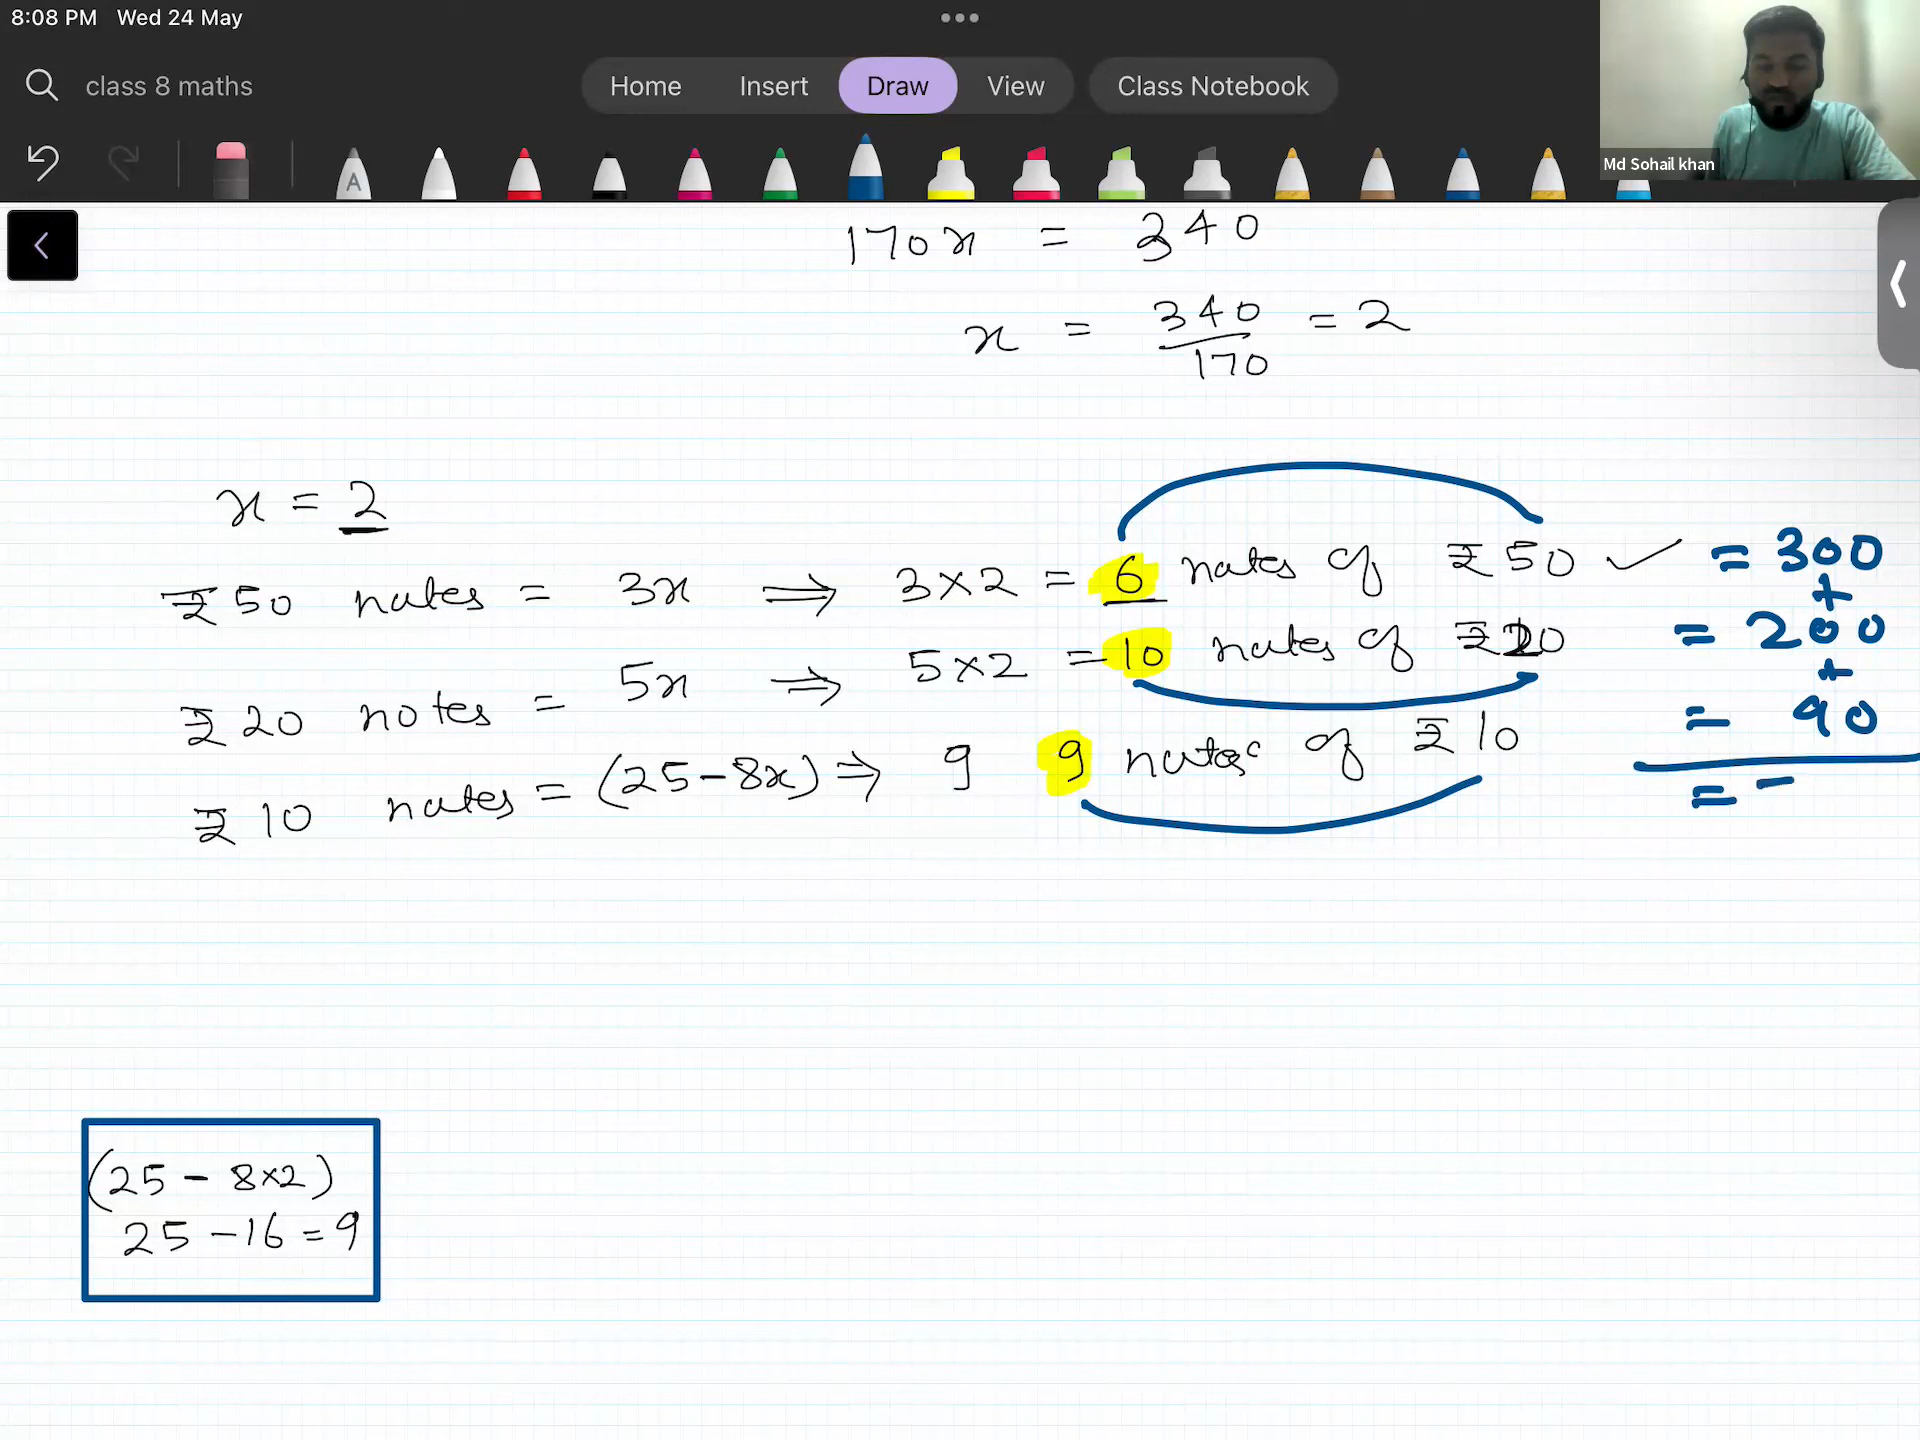 8:08 PM Wed 24 May
class 8 maths
Home Insert Draw View Class Notebook
A
Md Sohail khan
170x = 340
x = 340/170 = 2
x = 2
₹50 notes = 3x ⟹ 3×2 = 6 notes of ₹50 ✓ = 300
+
₹20 notes = 5x ⟹ 5×2 = 10 notes of ₹20 = 200
+
₹10 notes = (25-8x) ⇒ 9 9 notes of ₹10 = 90
= -
(25 - 8×2)
25 - 16 = 9